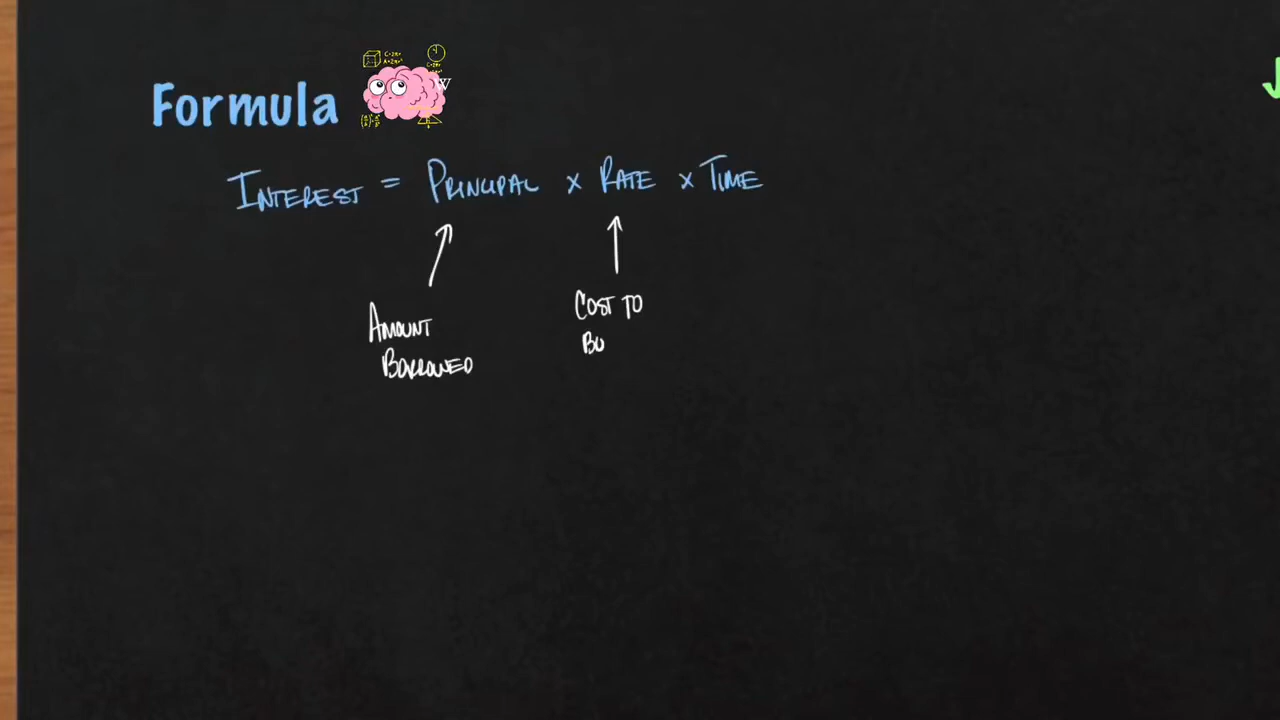 Formula
INTEREST = PRINCIPAL x RATE x TIME
AMOUNT
BORROWED
COST TO
BO